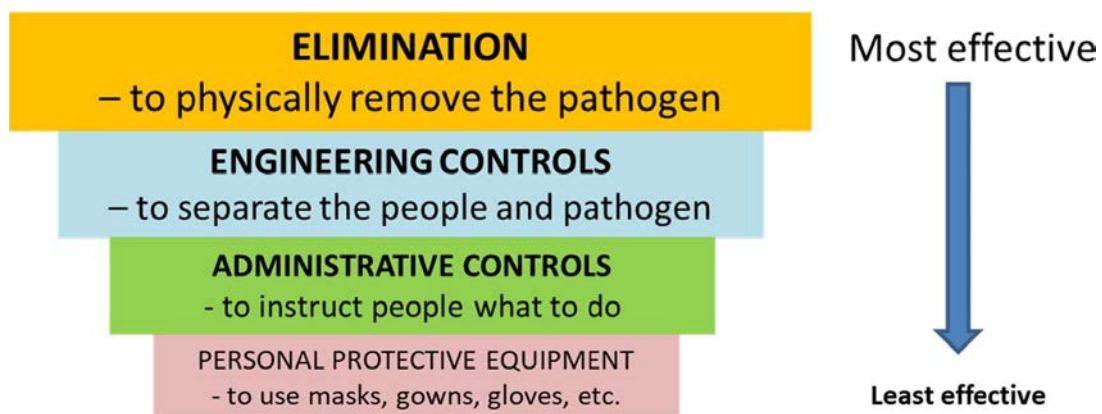 ELIMINATION
– to physically remove the pathogen
Most effective
ENGINEERING CONTROLS
– to separate the people and pathogen
ADMINISTRATIVE CONTROLS
- to instruct people what to do
PERSONAL PROTECTIVE EQUIPMENT
- to use masks, gowns, gloves, etc.
Least effective